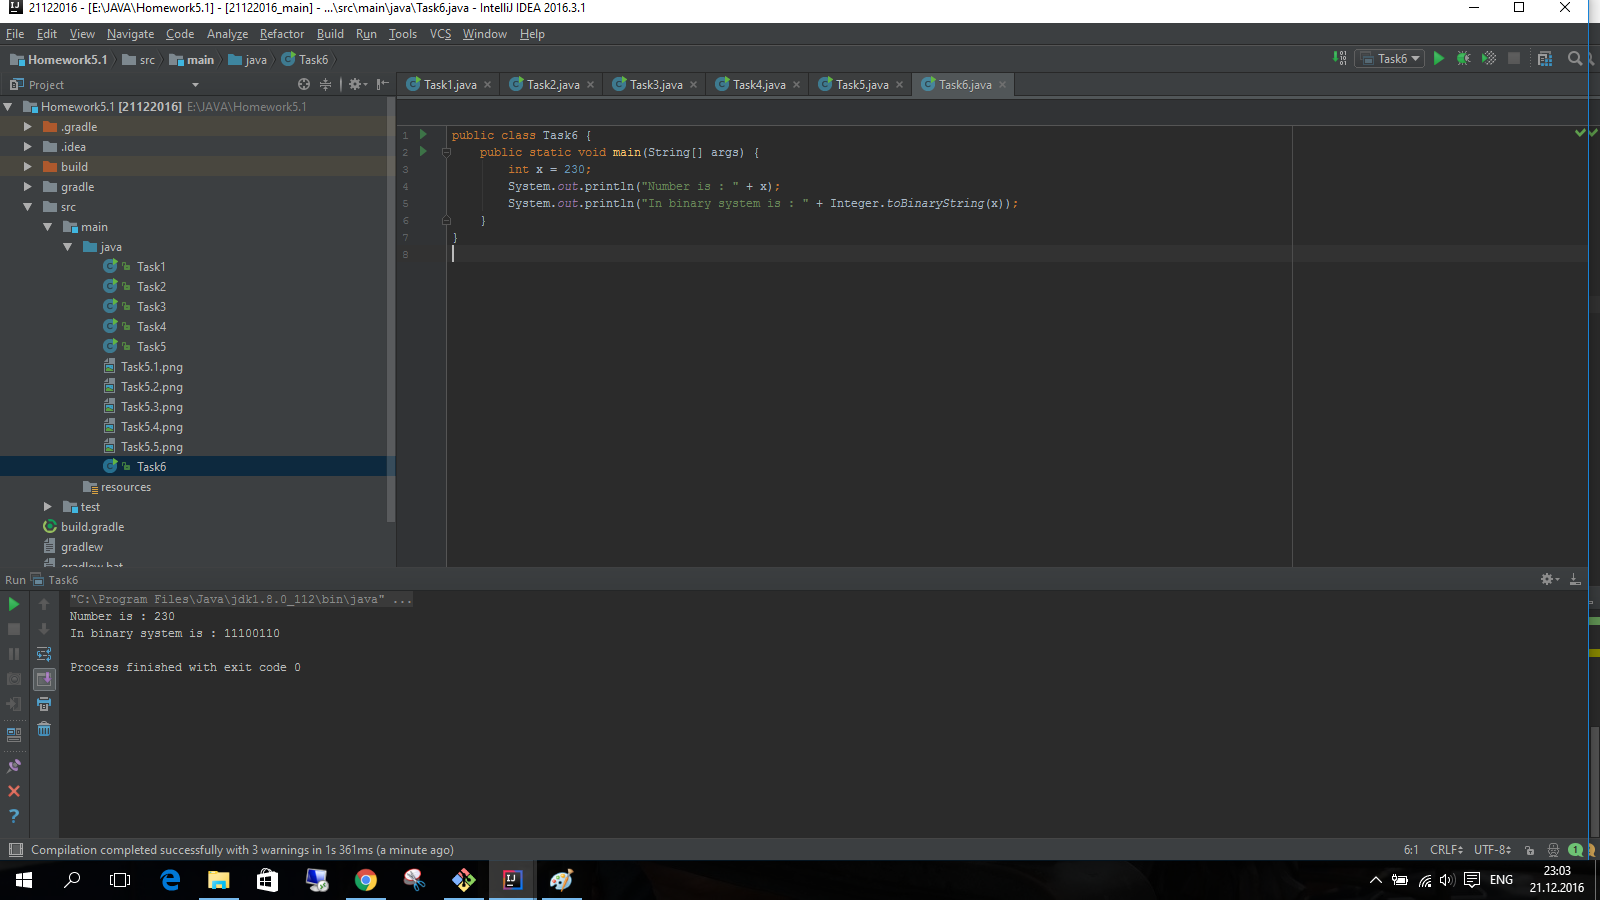 21122016 - [E:\JAVA\Homework5.1] - [21122016_main] - ...\src\main\java\Task6.java - IntelliJ IDEA 2016.3.1
File Edit View Navigate Code Analyze Refactor Build Run Tools VCS Window Help
Homework5.1 src main java Task6
Task6
Project
Task1.java Task2.java Task3.java Task4.java Task5.java Task6.java
Homework5.1 [21122016] E:\JAVA\Homework5.1
.gradle
.idea
build
gradle
src
main
java
Task1
Task2
Task3
Task4
Task5
Task5.1.png
Task5.2.png
Task5.3.png
Task5.4.png
Task5.5.png
Task6
resources
test
build.gradle
gradlew
gradlew.bat
1 public class Task6 {
2 public static void main(String[] args) {
3 int x = 230;
4 System.out.println("Number is : " + x);
5 System.out.println("In binary system is : " + Integer.toBinaryString(x));
6 }
7 }
8
Run Task6
"C:\Program Files\Java\jdk1.8.0_112\bin\java" ...
Number is : 230
In binary system is : 11100110
Process finished with exit code 0
Compilation completed successfully with 3 warnings in 1s 361ms (a minute ago)
6:1 CRLF UTF-8 1
ENG
23:03
21.12.2016